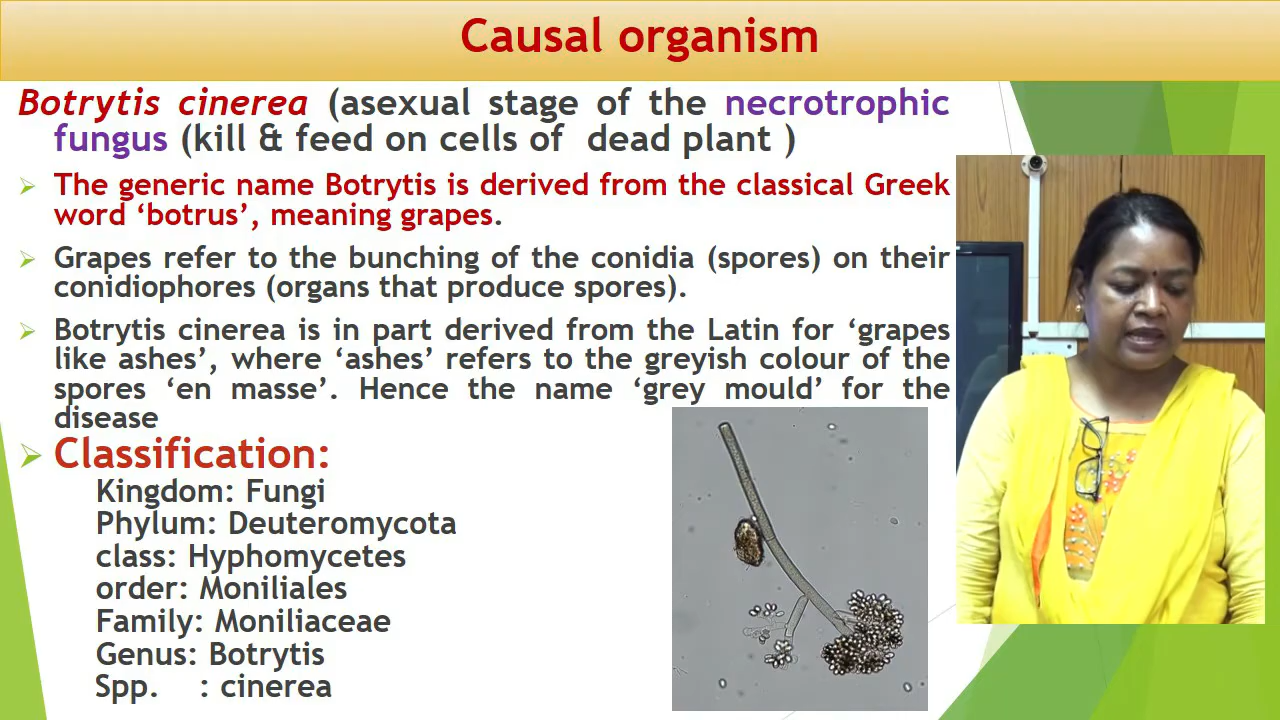 Causal organism
Botrytis cinerea (asexual stage of the necrotrophic
fungus (kill & feed on cells of dead plant )
The generic name Botrytis is derived from the classical Greek
word ‘botrus’, meaning grapes.
Grapes refer to the bunching of the conidia (spores) on their
conidiophores (organs that produce spores).
Botrytis cinerea is in part derived from the Latin for ‘grapes
like ashes’, where ‘ashes’ refers to the greyish colour of the
spores ‘en masse’. Hence the name ‘grey mould’ for the
disease
Classification:
Kingdom: Fungi
Phylum: Deuteromycota
class: Hyphomycetes
order: Moniliales
Family: Moniliaceae
Genus: Botrytis
Spp. : cinerea